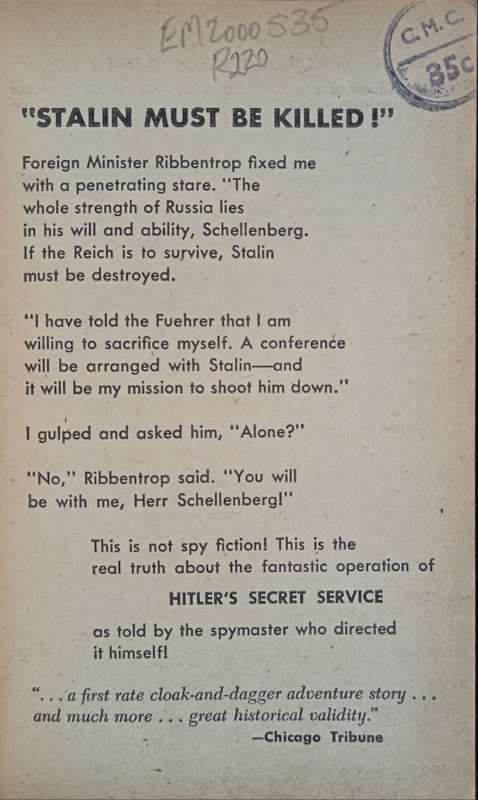 EM2000535
R220
C.M.C.
35c
"STALIN MUST BE KILLED!"
Foreign Minister Ribbentrop fixed me
with a penetrating stare. "The
whole strength of Russia lies
in his will and ability, Schellenberg.
If the Reich is to survive, Stalin
must be destroyed.
"I have told the Fuehrer that I am
willing to sacrifice myself. A conference
will be arranged with Stalin—and
it will be my mission to shoot him down."
I gulped and asked him, "Alone?"
"No," Ribbentrop said. "You will
be with me, Herr Schellenberg!"
This is not spy fiction! This is the
real truth about the fantastic operation of
HITLER'S SECRET SERVICE
as told by the spymaster who directed
it himself!
". . . a first rate cloak-and-dagger adventure story . . .
and much more . . . great historical validity."
—Chicago Tribune